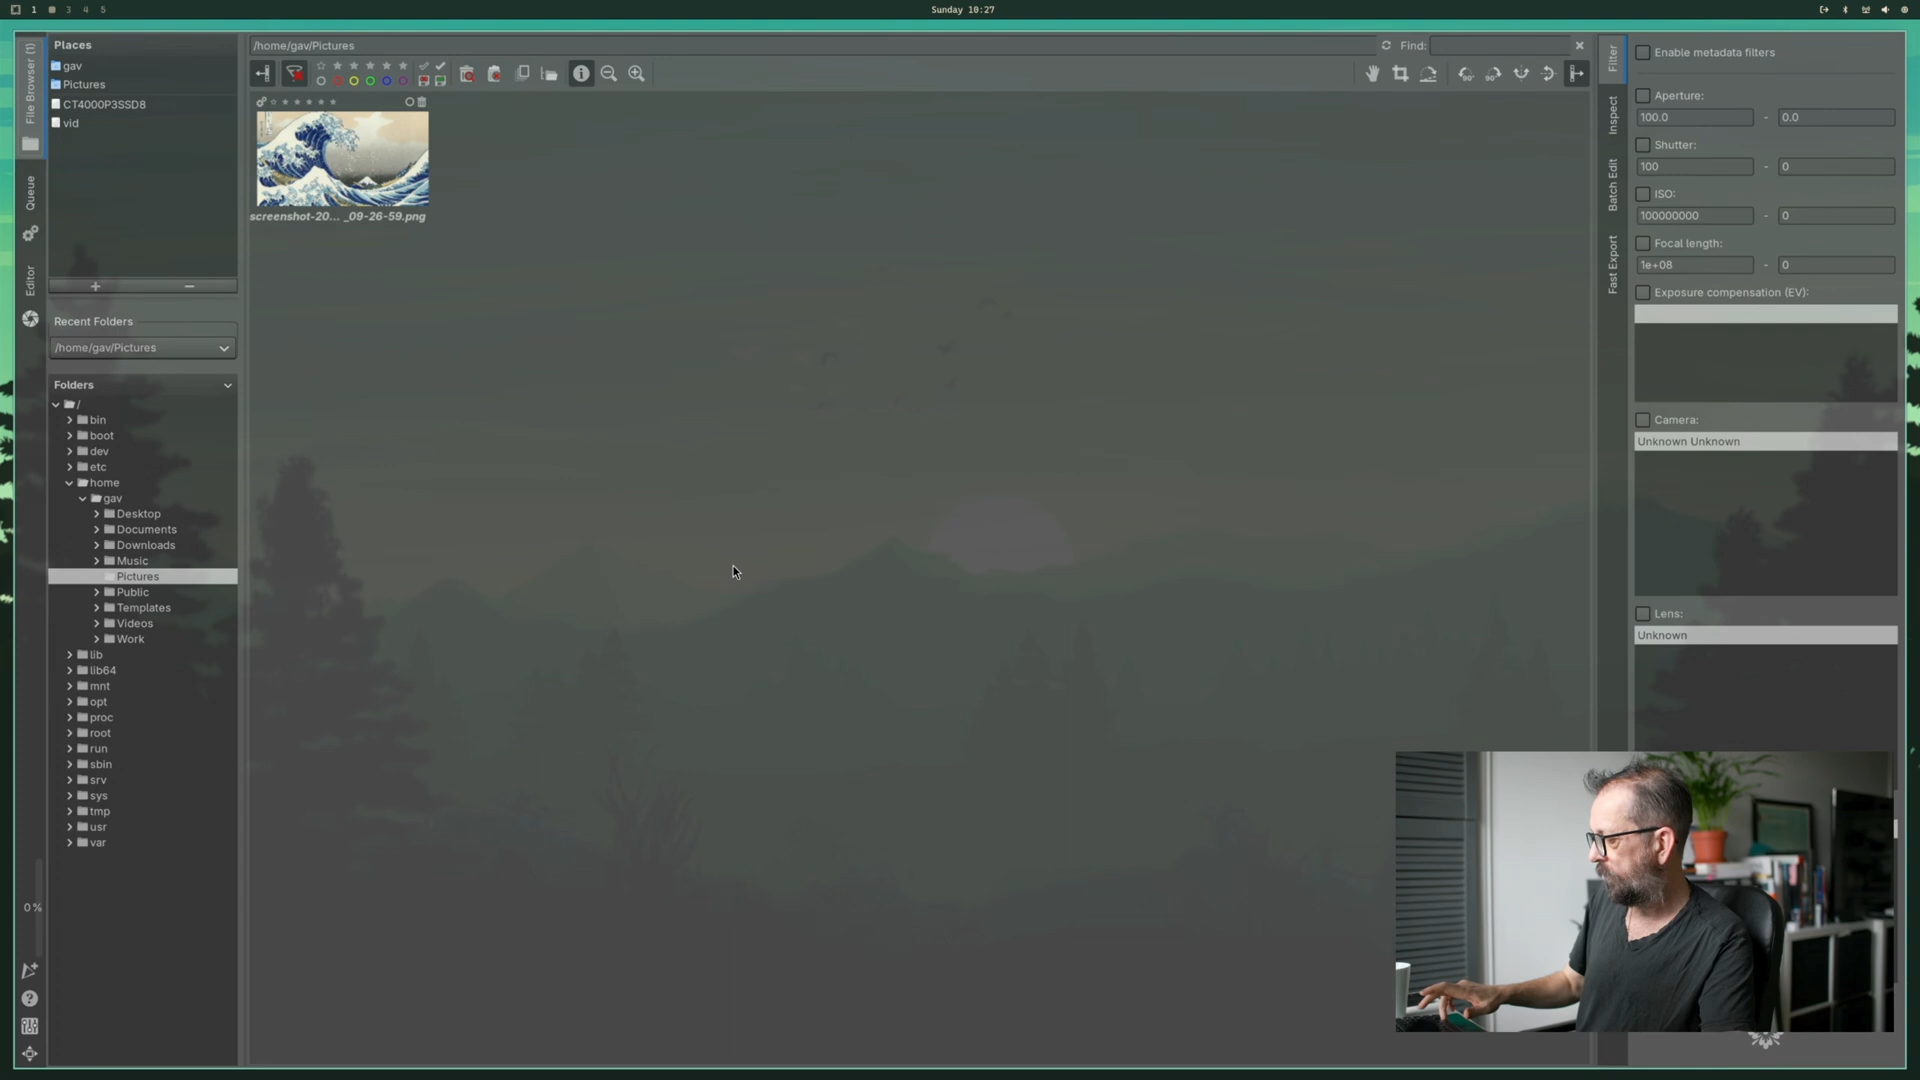 1 3 4 5
Sunday 10:27
File Browser (1)
Queue
Editor
0%
Places
gav
Pictures
CT4000P3SSD8
vid
+ −
Recent Folders
/home/gav/Pictures
Folders
/
bin
boot
dev
etc
home
gav
Desktop
Documents
Downloads
Music
Pictures
Public
Templates
Videos
Work
lib
lib64
mnt
opt
proc
root
run
sbin
srv
sys
tmp
usr
var
/home/gav/Pictures
Find:
screenshot-20... _09-26-59.png
Filter
Inspect
Batch Edit
Fast Export
Enable metadata filters
Aperture:
100.0 - 0.0
Shutter:
100 - 0
ISO:
100000000 - 0
Focal length:
1e+08 - 0
Exposure compensation (EV):
Camera:
Unknown Unknown
Lens:
Unknown